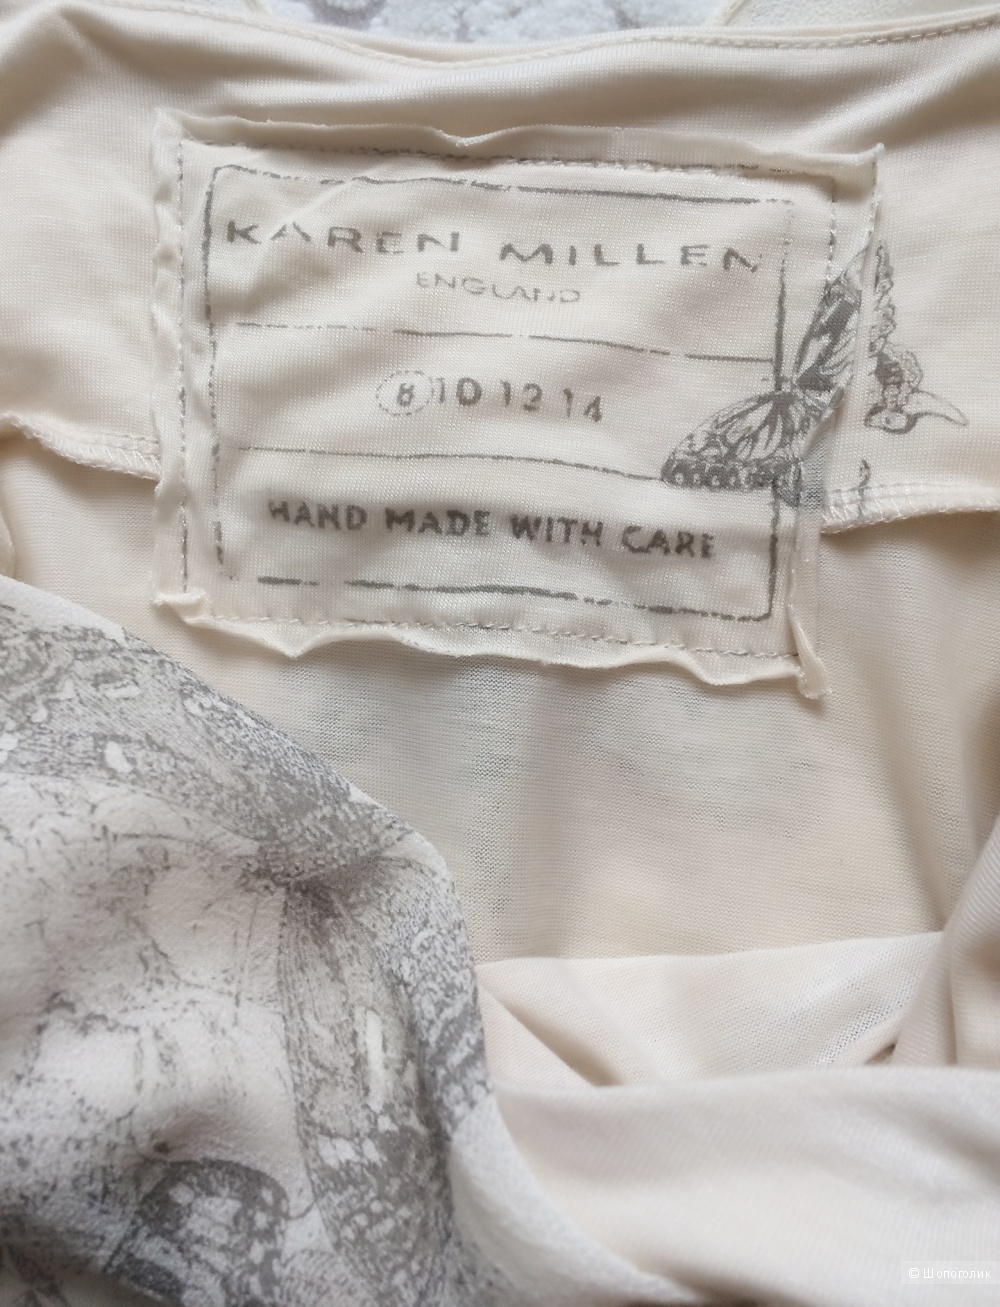 KAREN MILLEN
ENGLAND
8 10 12 14
HAND MADE WITH CARE
© Шопоголик